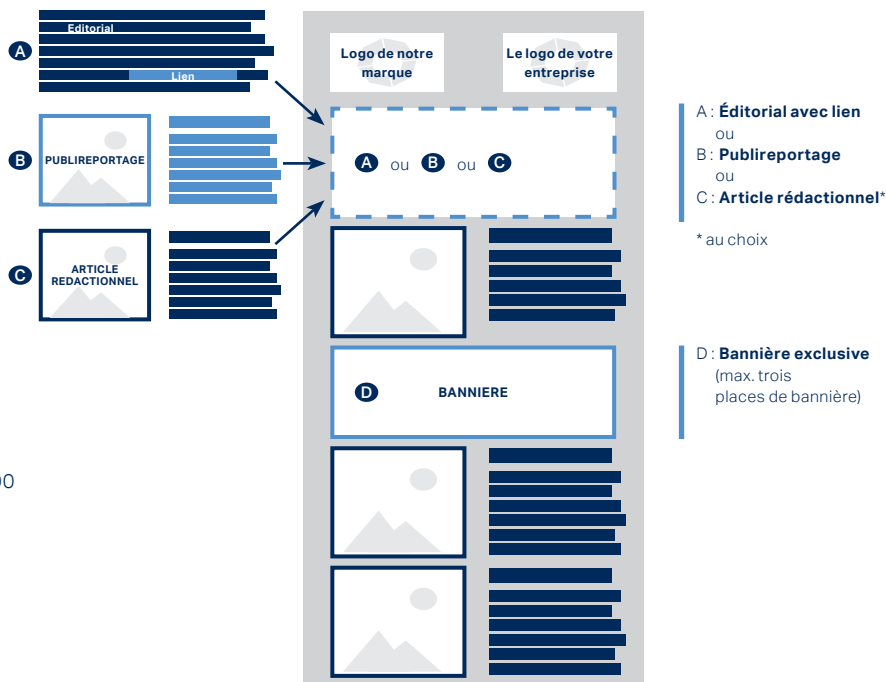 A
Editorial
Lien
B
PUBLIREPORTAGE
C
ARTICLE
REDACTIONNEL
Logo de notre
marque
Le logo de votre
entreprise
A ou B ou C
D BANNIERE
A : Éditorial avec lien
ou
B : Publireportage
ou
C : Article rédactionnel*
* au choix
D : Bannière exclusive
(max. trois
places de bannière)